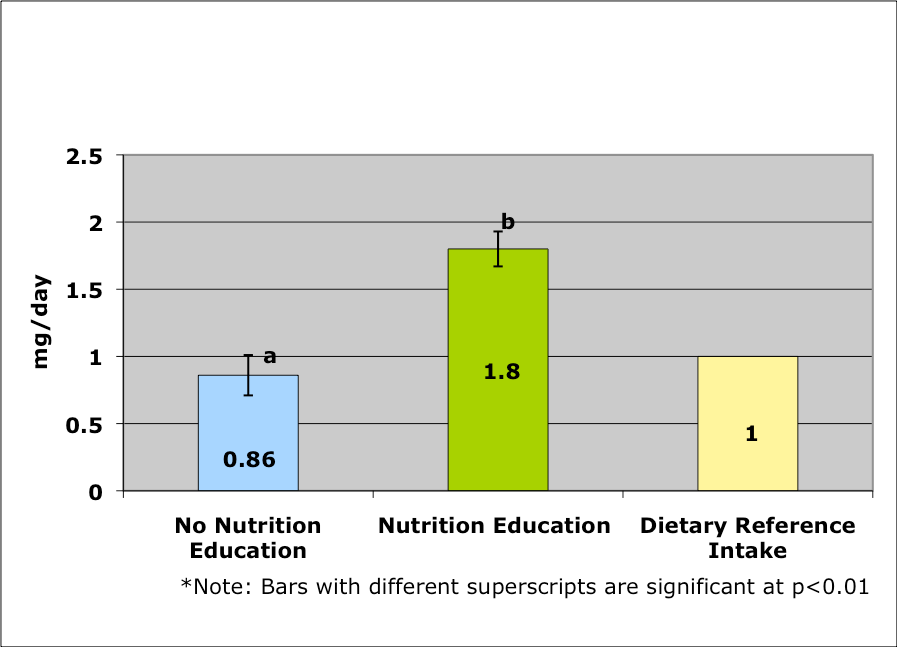 2.5
2
1.5
1
0.5
0
mg/day
a
b
0.86
1.8
1
No Nutrition
Education
Nutrition Education
Dietary Reference
Intake
*Note: Bars with different superscripts are significant at p<0.01